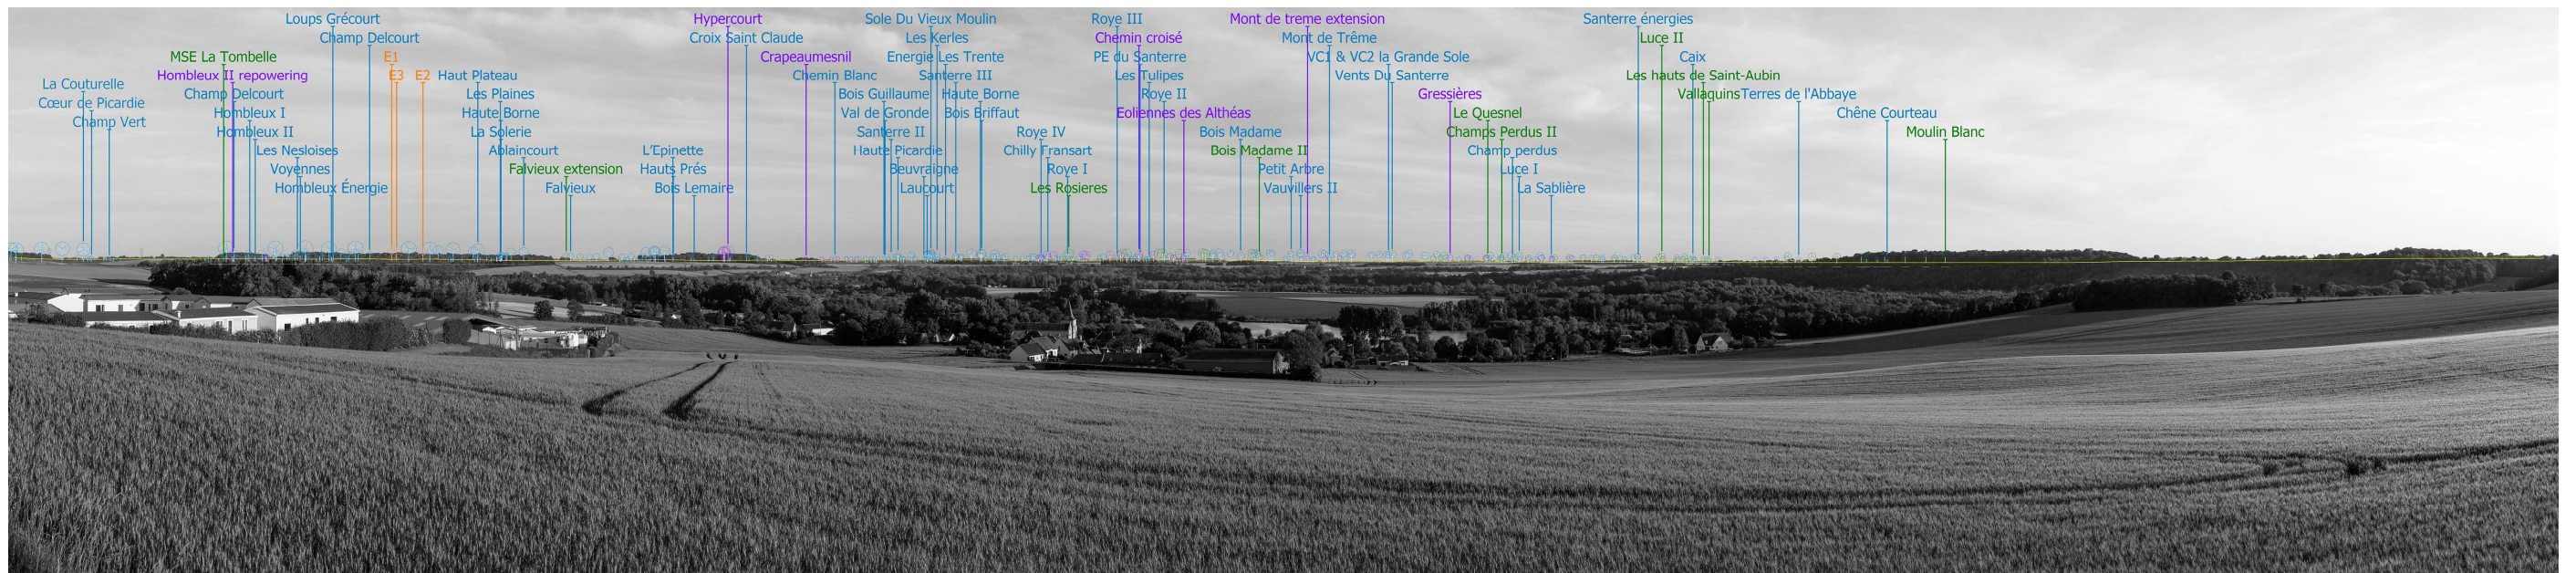 Loups Grécourt Hypercourt Sole Du Vieux Moulin Roye III Mont de treme extension Santerre énergies
Champ Delcourt Croix Saint Claude Les Kerles Chemin croisé Mont de Trême Luce II
MSE La Tombelle E1 Crapeaumesnil Energie Les Trente PE du Santerre VC1 & VC2 la Grande Sole Caix
Hombleux II repowering E3 E2 Haut Plateau Chemin Blanc Santerre III Les Tulipes Vents Du Santerre Les hauts de Saint-Aubin
La Couturelle
Champ Delcourt Les Plaines Bois Guillaume Haute Borne Roye II Gressières Vallaquins Terres de l'Abbaye
Cœur de Picardie
Hombleux I Haute Borne Val de Gronde Bois Briffaut Eoliennes des Althéas Le Quesnel Chêne Courteau
Champ Vert
Hombleux II La Solerie Santerre II Roye IV Bois Madame Champs Perdus II Moulin Blanc
Les Nesloises Ablaincourt L'Epinette Haute Picardie Chilly Fransart Bois Madame II Champ perdus
Voyennes Falvieux extension Hauts Prés Beuvraigne Roye I Petit Arbre Luce I
Hombleux Énergie Falvieux Bois Lemaire Laucourt Les Rosieres Vauvillers II La Sablière